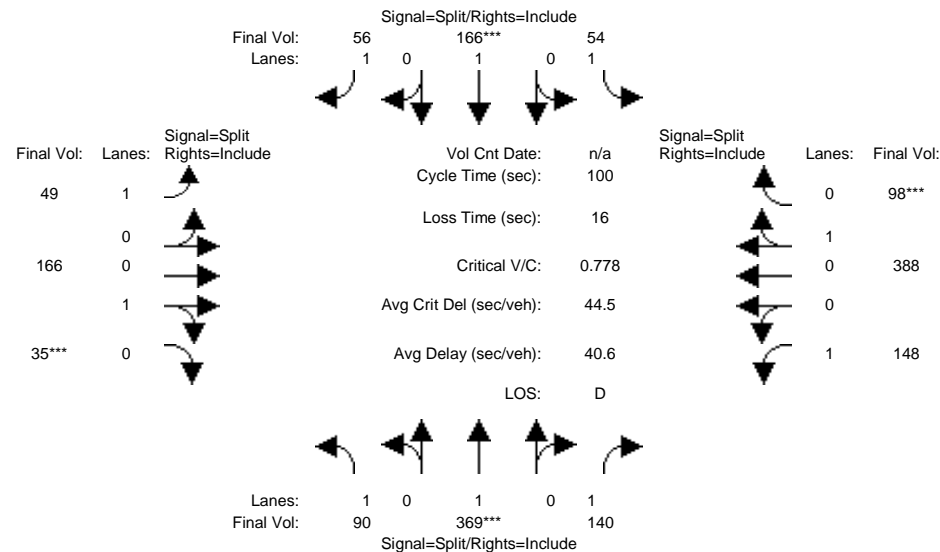 Signal=Split/Rights=Include
Final Vol: 56 166*** 54
Lanes: 1 0 1 0 1
Signal=Split
Final Vol: Lanes: Rights=Include
Vol Cnt Date: n/a
Signal=Split
Rights=Include Lanes: Final Vol:
Cycle Time (sec): 100
49 1
0 98***
Loss Time (sec): 16
0
1
166 0
Critical V/C: 0.778
0 388
1
Avg Crit Del (sec/veh): 44.5
0
35*** 0
Avg Delay (sec/veh): 40.6
1 148
LOS: D
Lanes: 1 0 1 0 1
Final Vol: 90 369*** 140
Signal=Split/Rights=Include